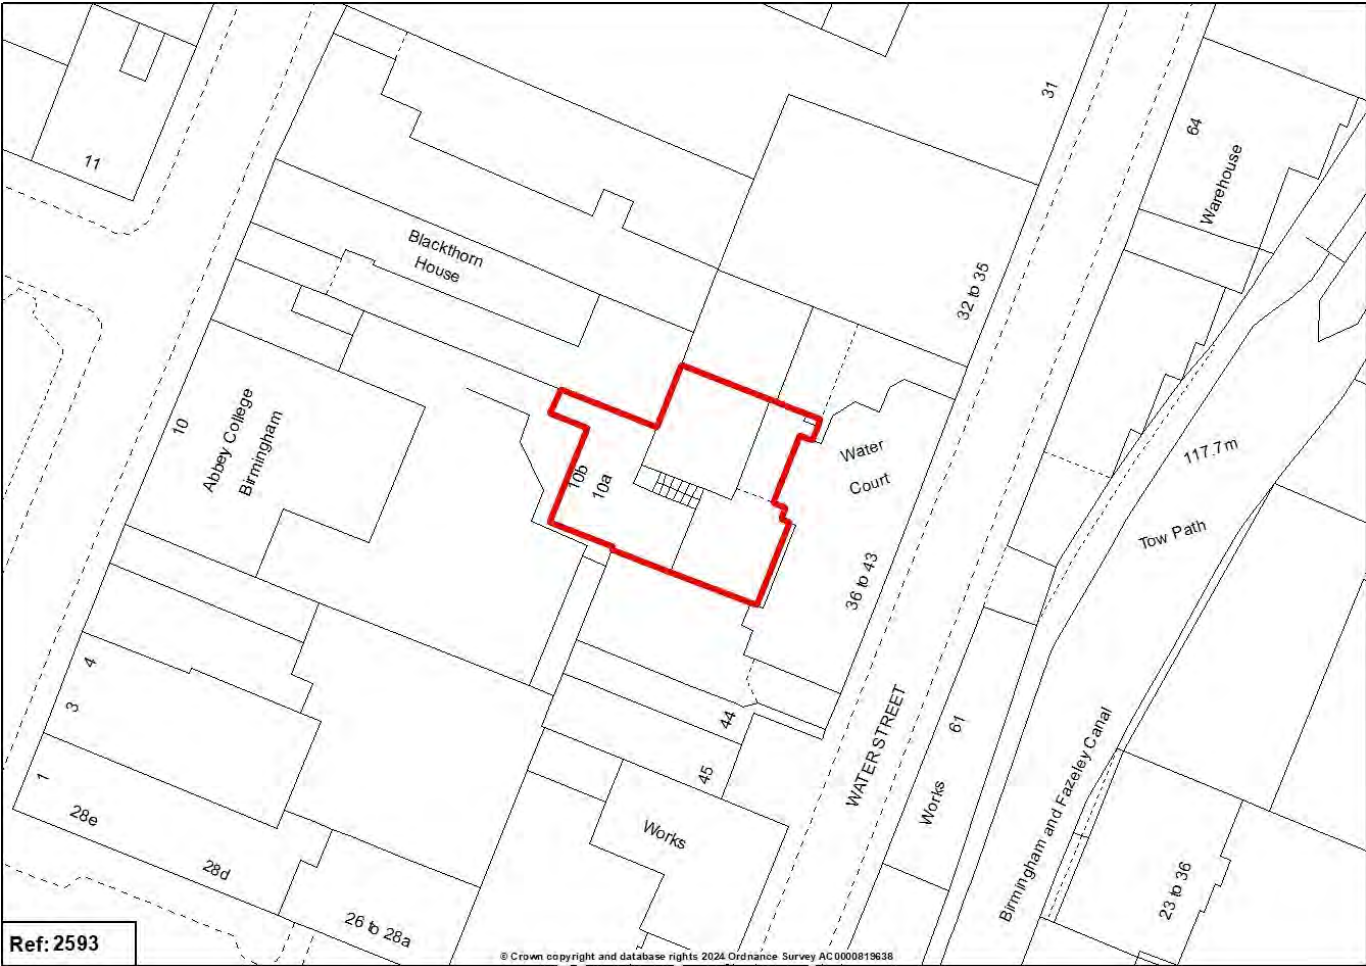 31
64
Warehouse
11
Blackthorn
House
32 to 35
10
Abbey College
Birmingham
10b
10a
Water
Court
117.7m
Tow Path
36 to 43
4
3
1
28e
28d
26 to 28a
44
45
Works
WATER STREET
61
Works
Birmingham and Fazeley Canal
23 to 36
Ref: 2593
© Crown copyright and database rights 2024 Ordnance Survey AC0000819638